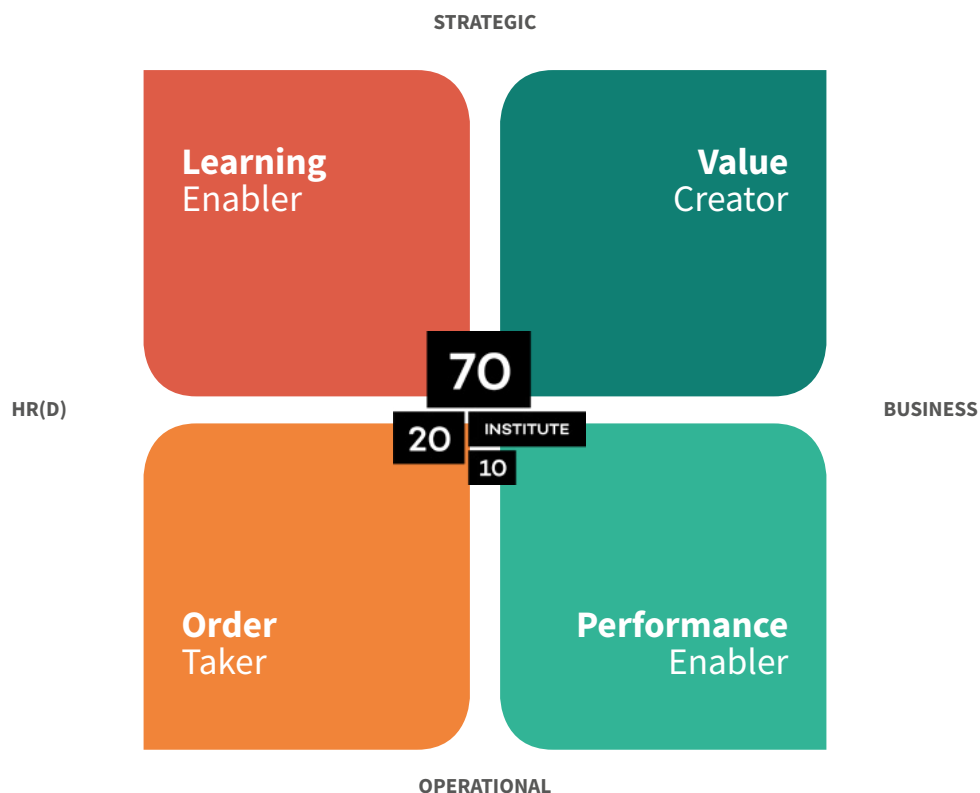 STRATEGIC
Learning
Enabler
Value
Creator
70
HR(D)
BUSINESS
20
INSTITUTE
10
Order
Taker
Performance
Enabler
OPERATIONAL